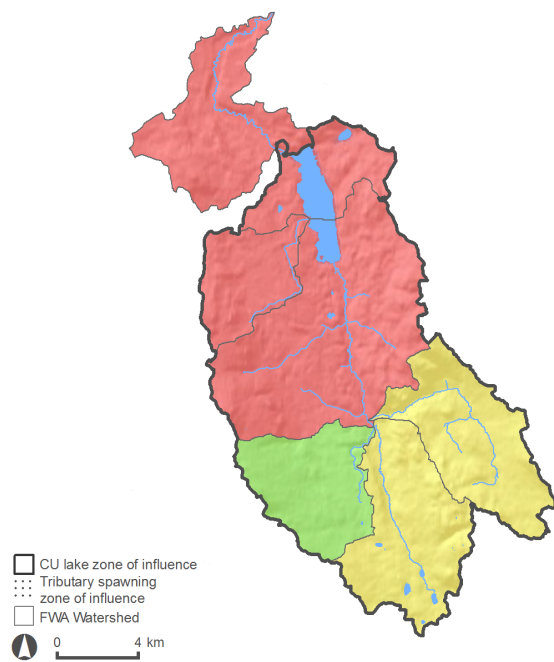 CU lake zone of influence
Tributary spawning
zone of influence
FWA Watershed
0 4 km